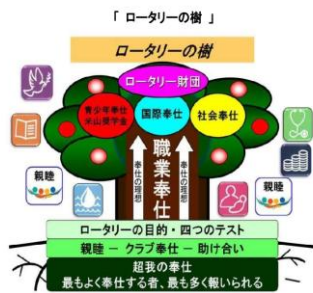 「 ロータリーの樹 」
ロータリーの樹
ロータリー財団
青少年奉仕
米山奨学金
国際奉仕
社会奉仕
職業奉仕
奉仕の理想
奉仕の理想
親睦
親睦
ロータリーの目的・四つのテスト
親睦 － クラブ奉仕 － 助け合い
超我の奉仕
最もよく奉仕する者、最も多く報いられる